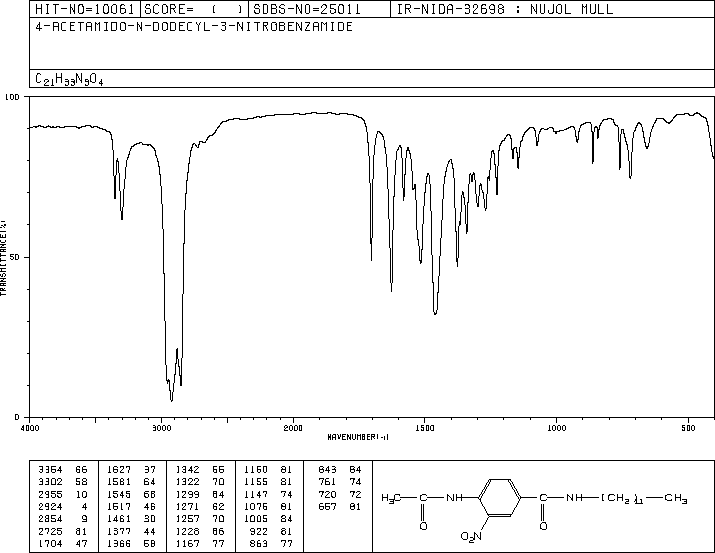 HIT-NO=10061 SCORE= ( ) SDBS-NO=25011 IR-NIDA-32698 : NUJOL MULL
4-ACETAMIDO-N-DODECYL-3-NITROBENZAMIDE
C21H33N3O4
100
TRANSMITTANCE(%)
50
0
4000 3000 2000 1500 1000 500
WAVENUMBER(-1)
3364 66 1627 37 1342 55 1160 81 843 84
3302 58 1581 64 1322 70 1155 81 761 74
2955 10 1545 68 1299 64 1147 74 720 72
2924 4 1517 46 1271 62 1076 81 657 81
2854 9 1461 30 1257 70 1005 84
2725 81 1377 44 1228 66 922 81
1704 47 1366 58 1167 77 863 77
H3C C NH C NH (CH2)11 CH3
O O2N O